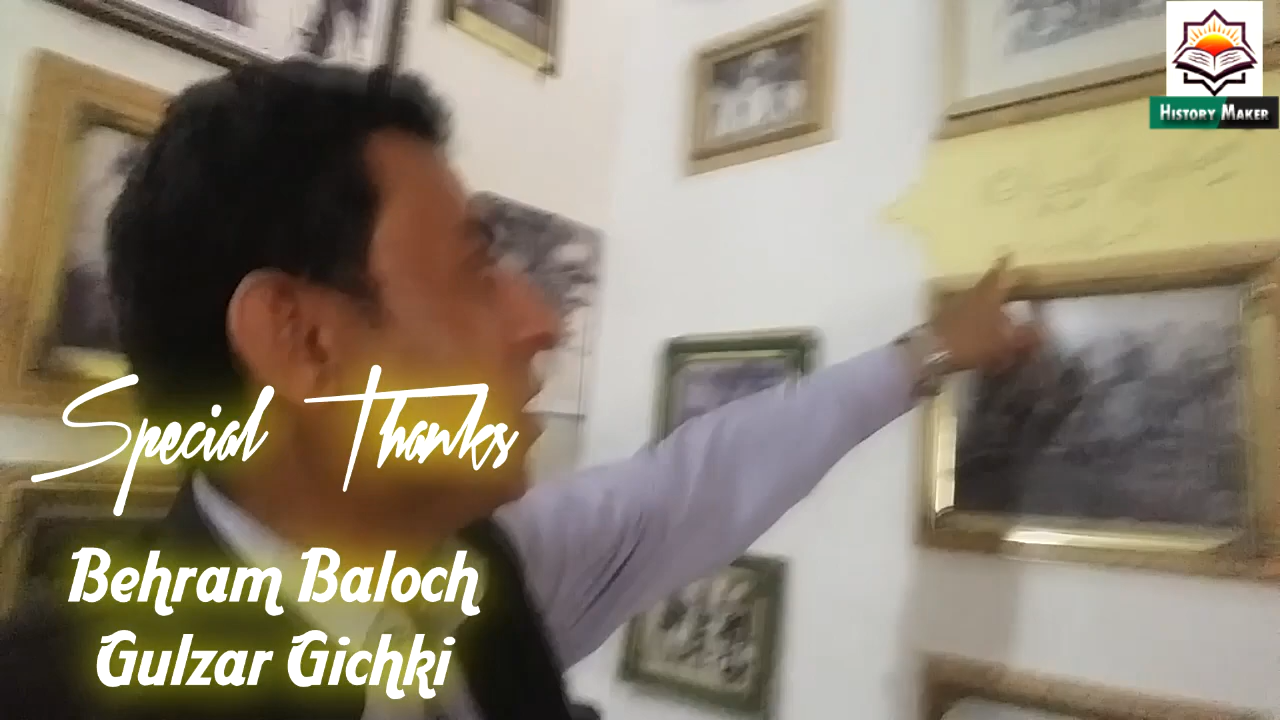 HISTORY MAKER
Special Thanks
Behram Baloch
Gulzar Gichki